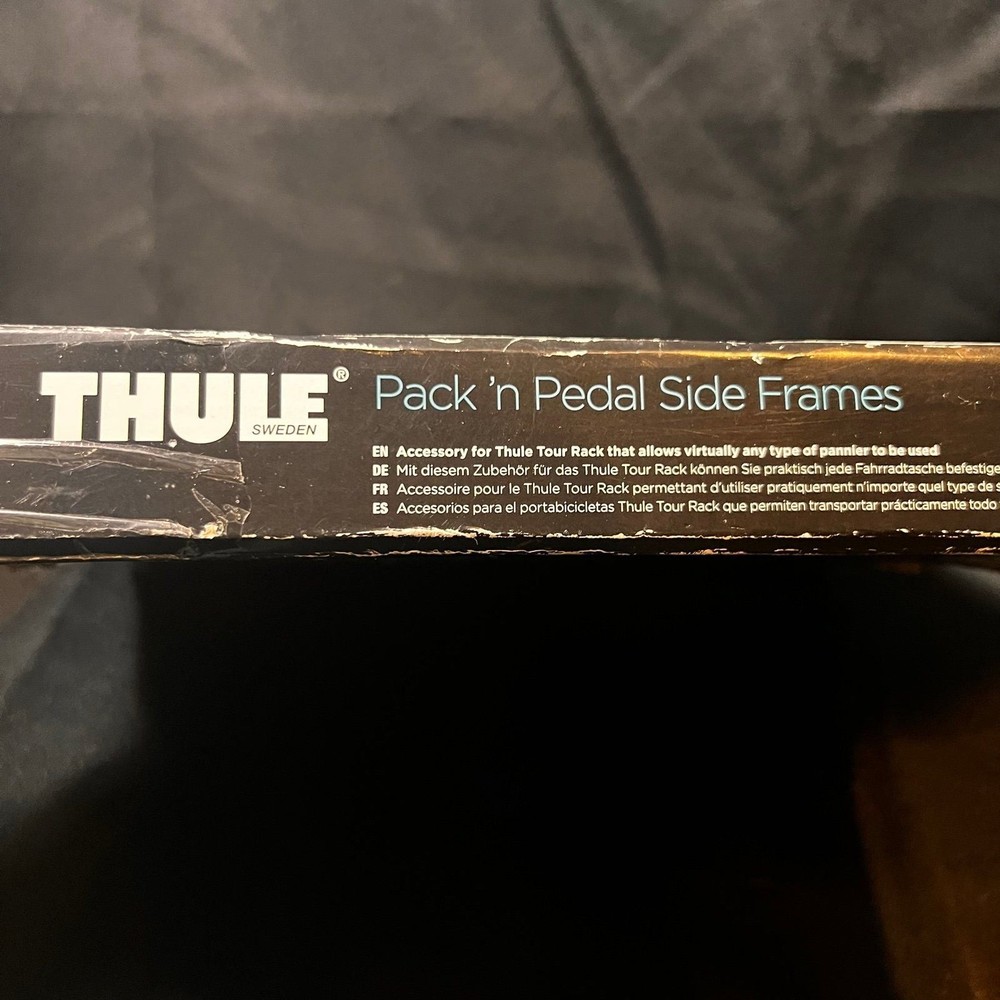 THULE®
SWEDEN
Pack 'n Pedal Side Frames
EN Accessory for Thule Tour Rack that allows virtually any type of pannier to be used
DE Mit diesem Zubehör für das Thule Tour Rack können Sie praktisch jede Fahrradtasche befestige
FR Accessoire pour le Thule Tour Rack permettant d'utiliser pratiquement n'importe quel type de s
ES Accesorios para el portabicicletas Thule Tour Rack que permiten transportar prácticamente todo